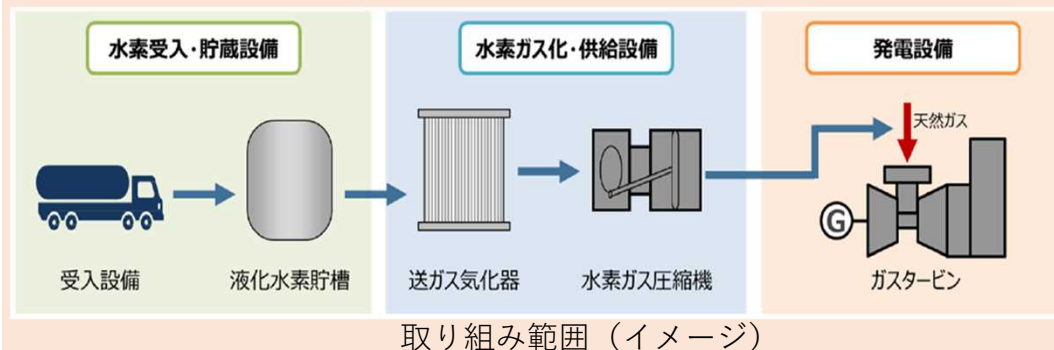 水素受入・貯蔵設備
水素ガス化・供給設備
発電設備
天然ガス
G
受入設備
液化水素貯槽
送ガス気化器
水素ガス圧縮機
ガスタービン
取り組み範囲（イメージ）